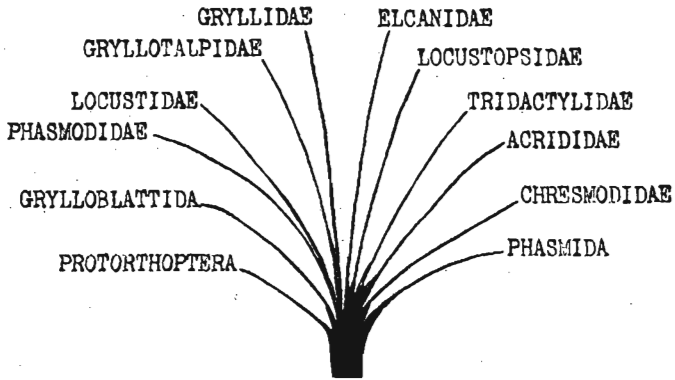 GRYLLIDAE
ELCANIDAE
GRYLLOTALPIDAE
LOCUSTOPSIDAE
LOCUSTIDAE
TRIDACTYLIDAE
PHASMODIDAE
ACRIDIDAE
GRYLLOBLATTIDA
CHRESMODIDAE
PROTORTHOPTERA
PHASMIDA